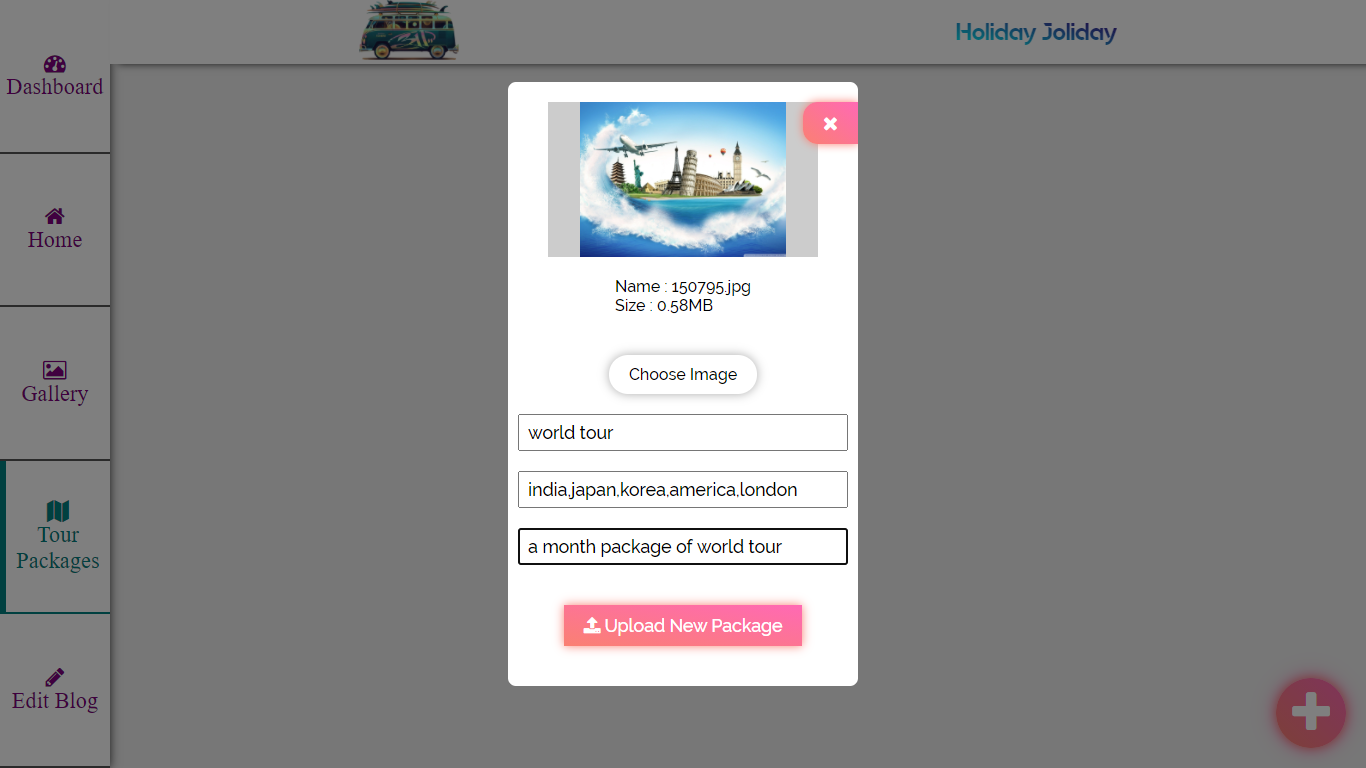 Holiday Joliday
Dashboard
Home
Gallery
Tour
Packages
Edit Blog
Name : 150795.jpg
Size : 0.58MB
Choose Image
world tour
india,japan,korea,america,london
a month package of world tour
Upload New Package